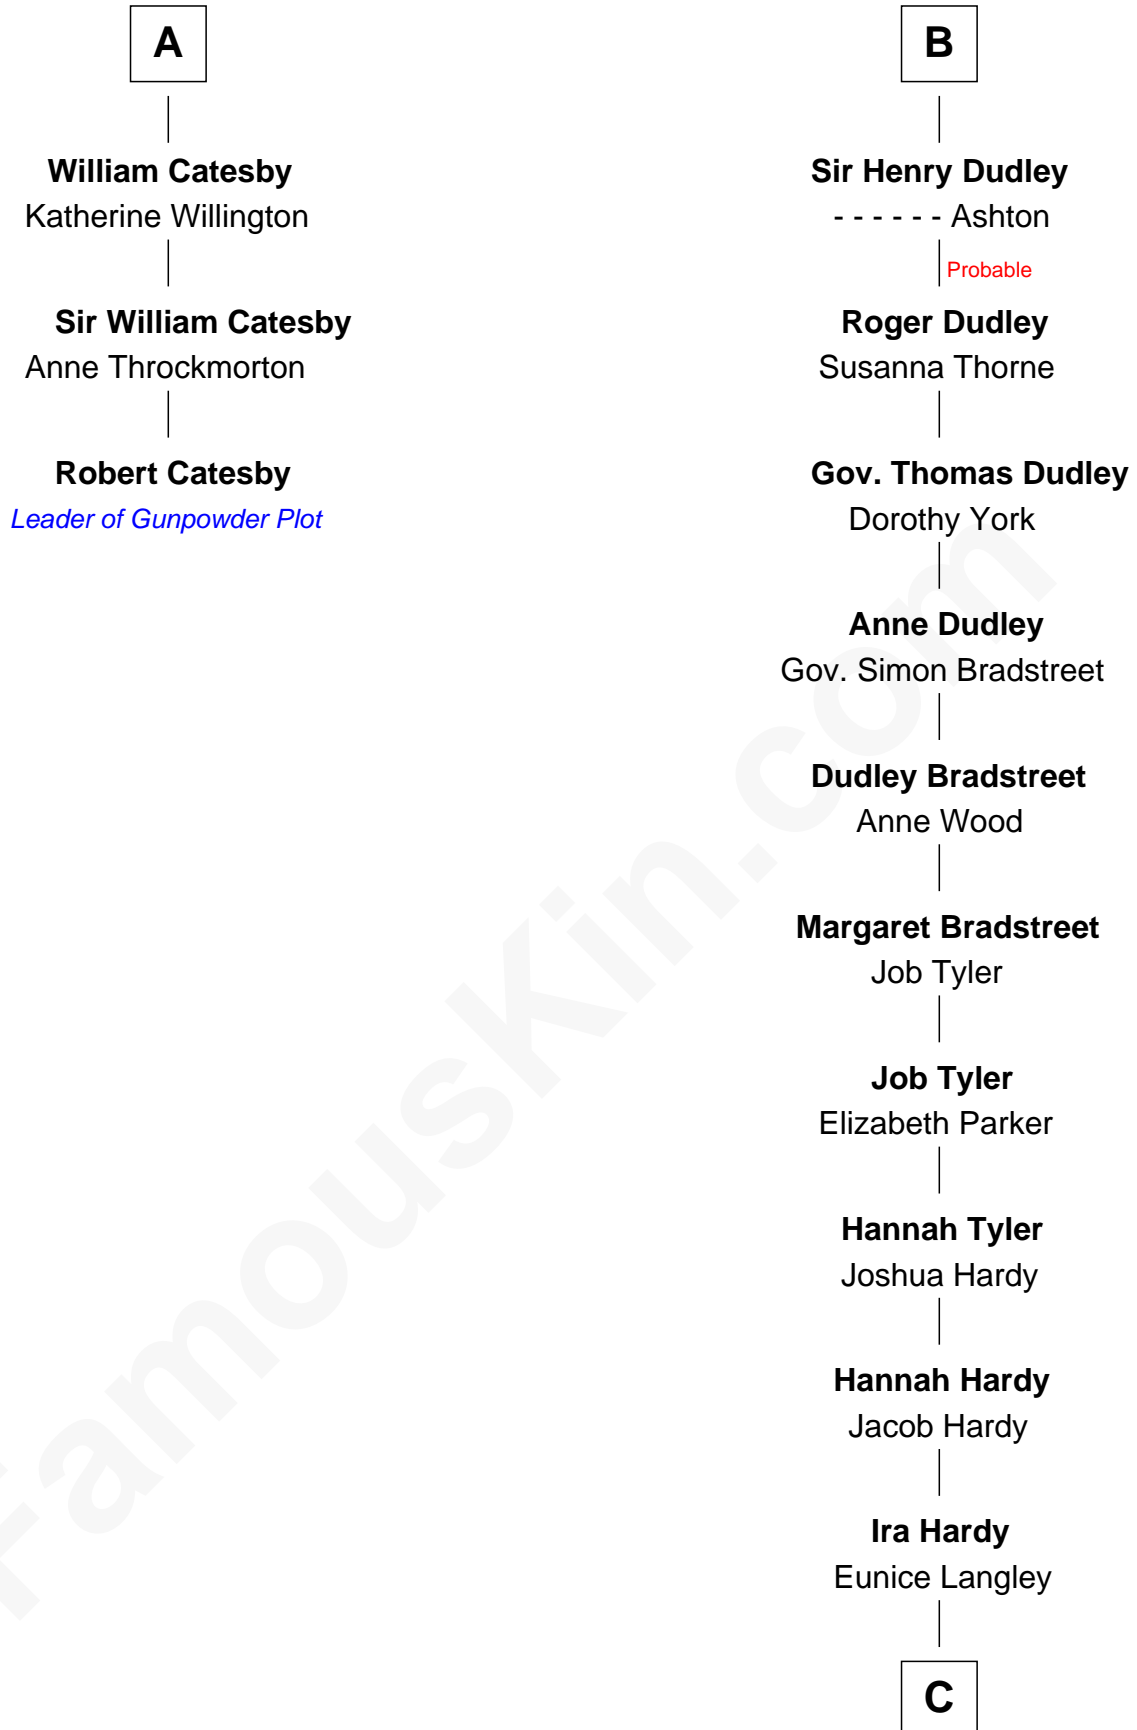 A
William Catesby
Katherine Willington
Sir William Catesby
Anne Throckmorton
Robert Catesby
Leader of Gunpowder Plot
B
Sir Henry Dudley
- - - - - - Ashton
Probable
Roger Dudley
Susanna Thorne
Gov. Thomas Dudley
Dorothy York
Anne Dudley
Gov. Simon Bradstreet
Dudley Bradstreet
Anne Wood
Margaret Bradstreet
Job Tyler
Job Tyler
Elizabeth Parker
Hannah Tyler
Joshua Hardy
Hannah Hardy
Jacob Hardy
Ira Hardy
Eunice Langley
C
FamousKin.com